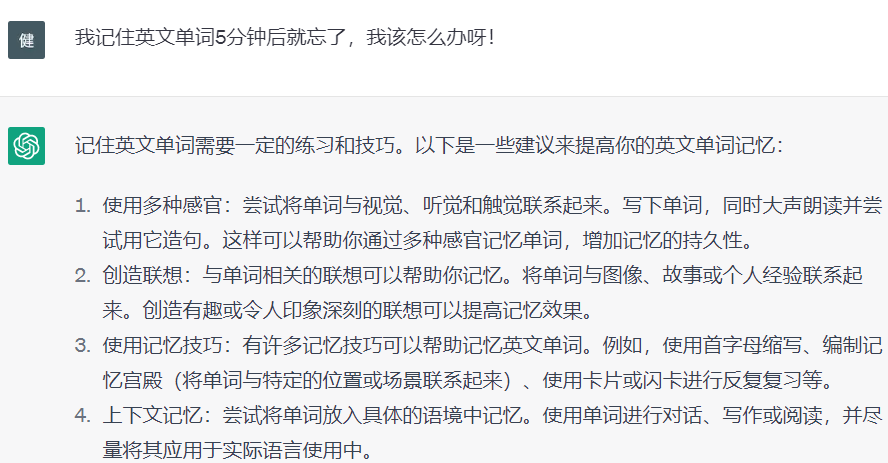 健
我记住英文单词5分钟后就忘了，我该怎么办呀！
记住英文单词需要一定的练习和技巧。以下是一些建议来提高你的英文单词记忆：
1. 使用多种感官：尝试将单词与视觉、听觉和触觉联系起来。写下单词，同时大声朗读并尝
试用它造句。这样可以帮助你通过多种感官记忆单词，增加记忆的持久性。
2. 创造联想：与单词相关的联想可以帮助你记忆。将单词与图像、故事或个人经验联系起
来。创造有趣或令人印象深刻的联想可以提高记忆效果。
3. 使用记忆技巧：有许多记忆技巧可以帮助记忆英文单词。例如，使用首字母缩写、编制记
忆宫殿（将单词与特定的位置或场景联系起来）、使用卡片或闪卡进行反复复习等。
4. 上下文记忆：尝试将单词放入具体的语境中记忆。使用单词进行对话、写作或阅读，并尽
量将其应用于实际语言使用中。